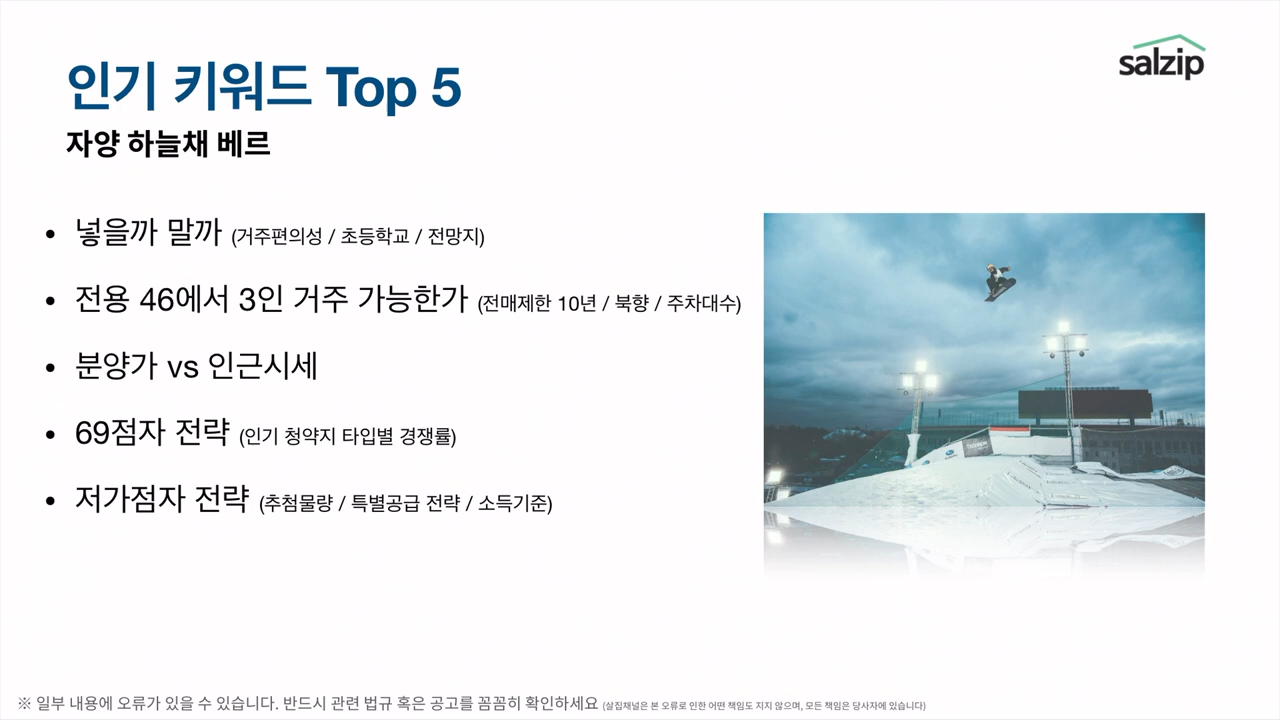 salzip
인기 키워드 Top 5
자양 하늘채 베르
• 넣을까 말까 (거주편의성 / 초등학교 / 전망지)
• 전용 46에서 3인 거주 가능한가 (전매제한 10년 / 북향 / 주차대수)
• 분양가 vs 인근시세
• 69점자 전략 (인기 청약지 타입별 경쟁률)
• 저가점자 전략 (추첨물량 / 특별공급 전략 / 소득기준)
※ 일부 내용에 오류가 있을 수 있습니다. 반드시 관련 법규 혹은 공고를 꼼꼼히 확인하세요 (살집채널은 본 오류로 인한 어떤 책임도 지지 않으며, 모든 책임은 당사자에 있습니다)